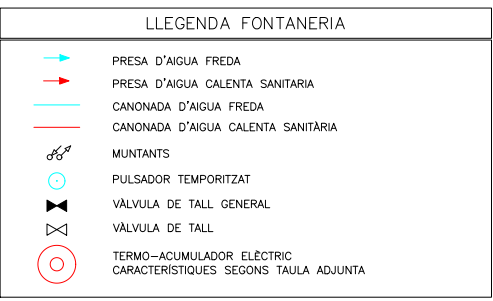 LLEGENDA FONTANERIA
PRESA D'AIGUA FREDA
PRESA D'AIGUA CALENTA SANITARIA
CANONADA D'AIGUA FREDA
CANONADA D'AIGUA CALENTA SANITÀRIA
MUNTANTS
PULSADOR TEMPORITZAT
VÀLVULA DE TALL GENERAL
VÀLVULA DE TALL
TERMO-ACUMULADOR ELÈCTRIC
CARACTERÍSTIQUES SEGONS TAULA ADJUNTA